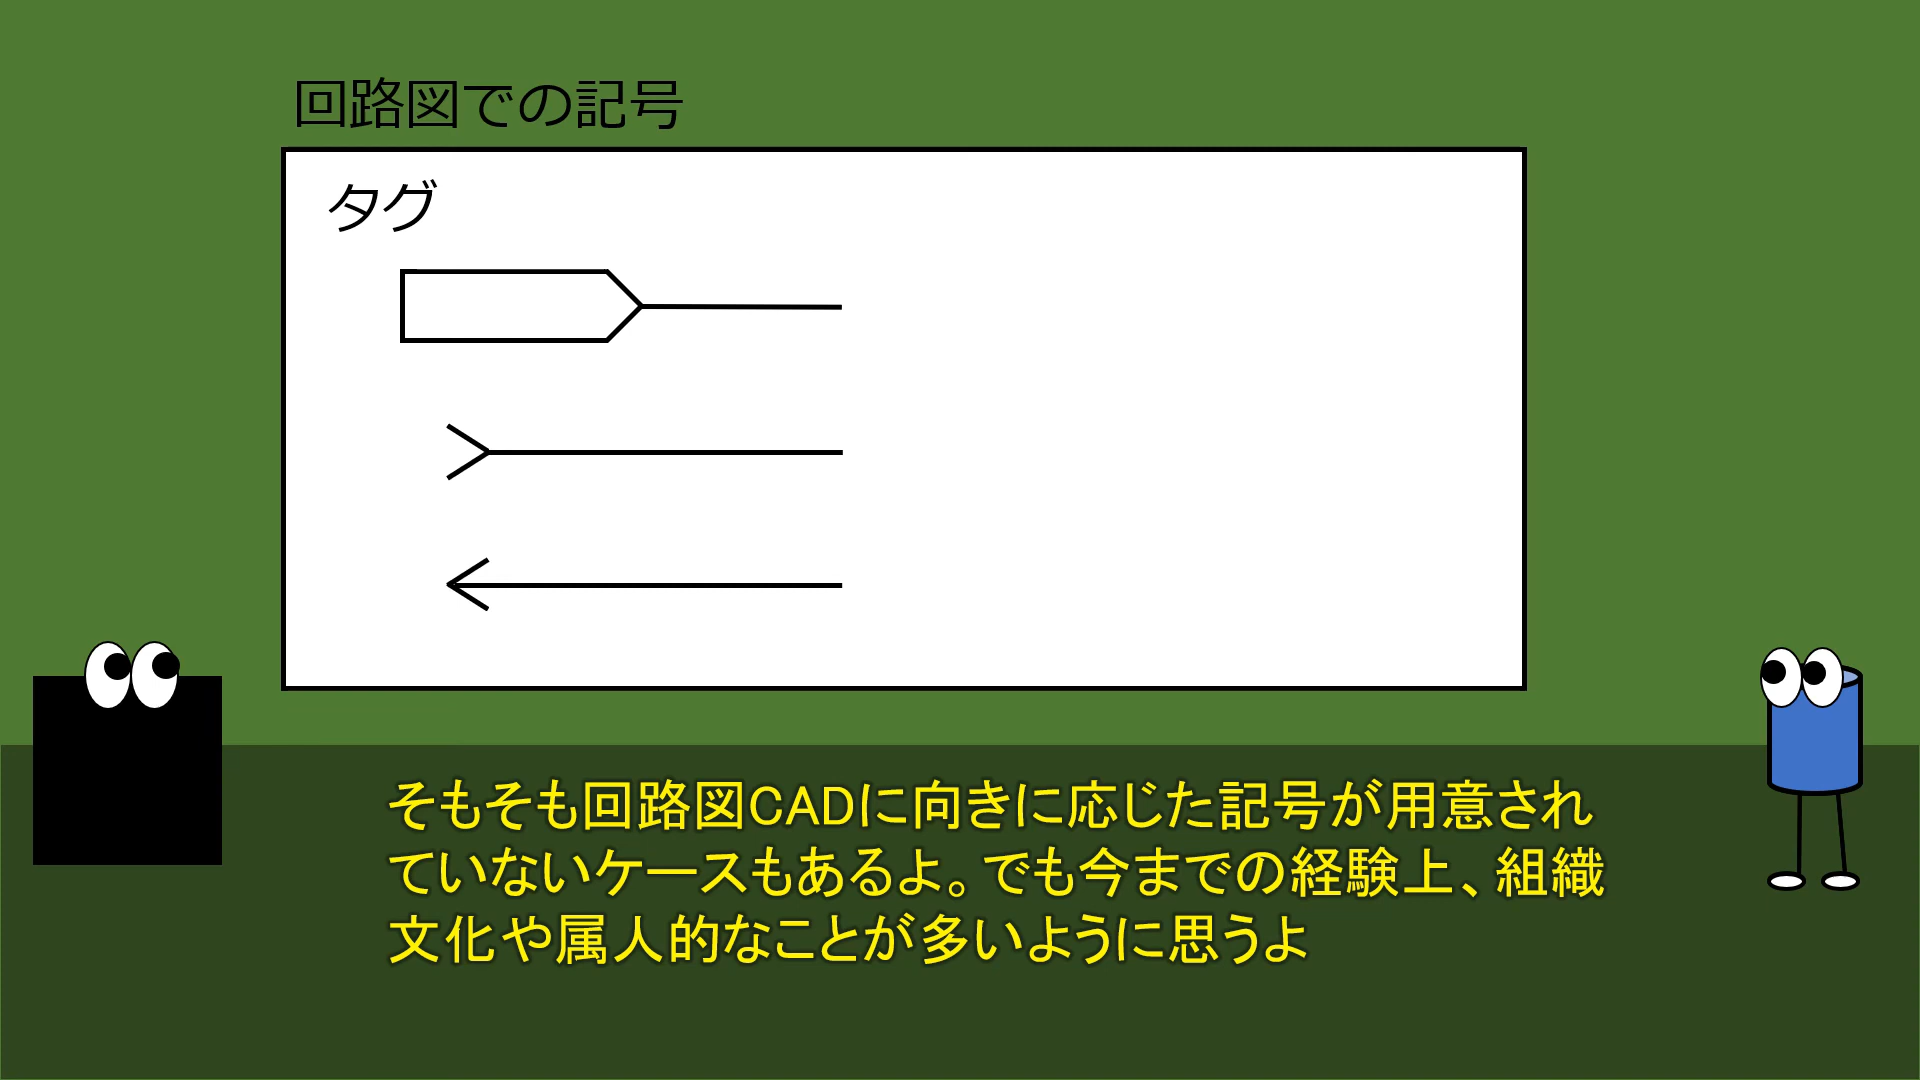 回路図での記号
タグ
そもそも回路図CADに向きに応じた記号が用意され
ていないケースもあるよ。でも今までの経験上、組織
文化や属人的なことが多いように思うよ